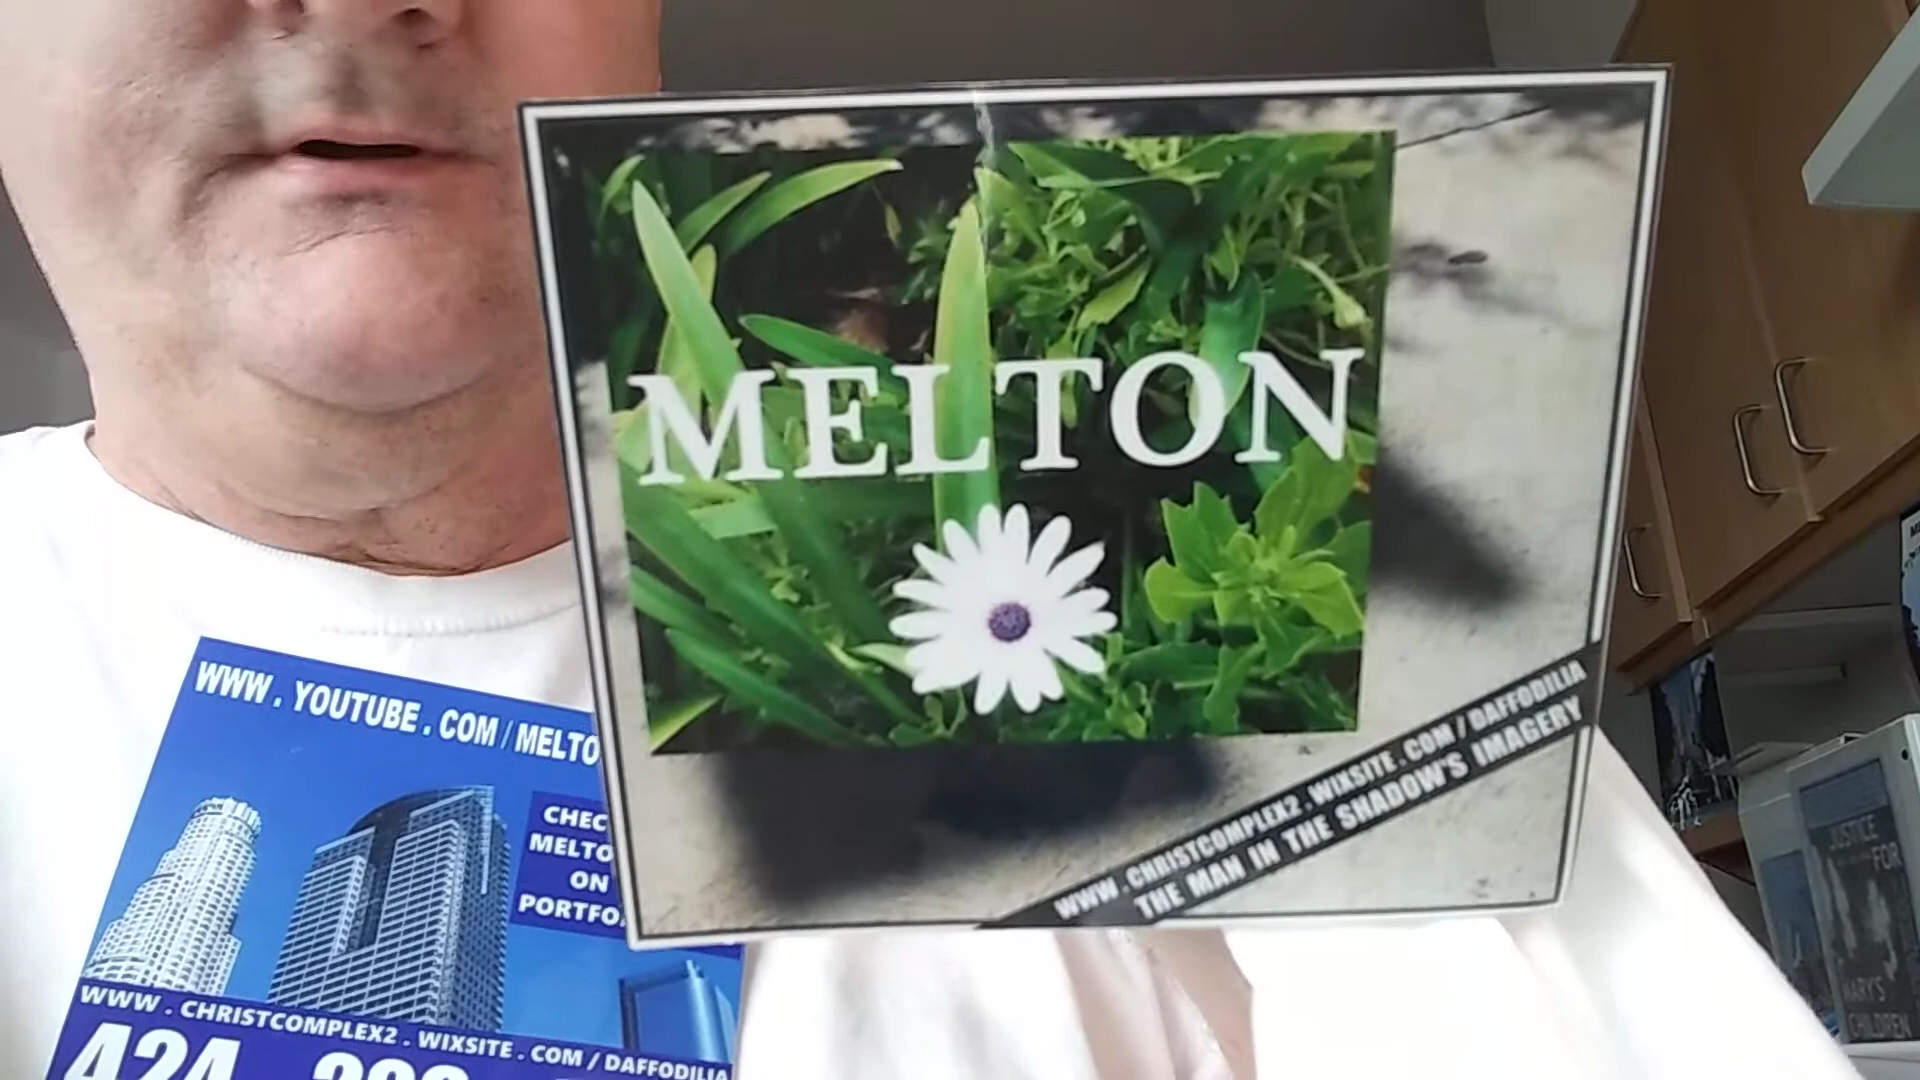 MELTON
WWW . CHRISTCOMPLEX2 . WIXSITE . COM / DAFFODILIA
THE MAN IN THE SHADOW'S IMAGERY
WWW . YOUTUBE . COM / MELTO
CHEC
MELTO
ON
PORTFO
WWW . CHRISTCOMPLEX2 . WIXSITE . COM / DAFFODILIA
424
JUSTICE
FOR
MARY'S
CHILDREN